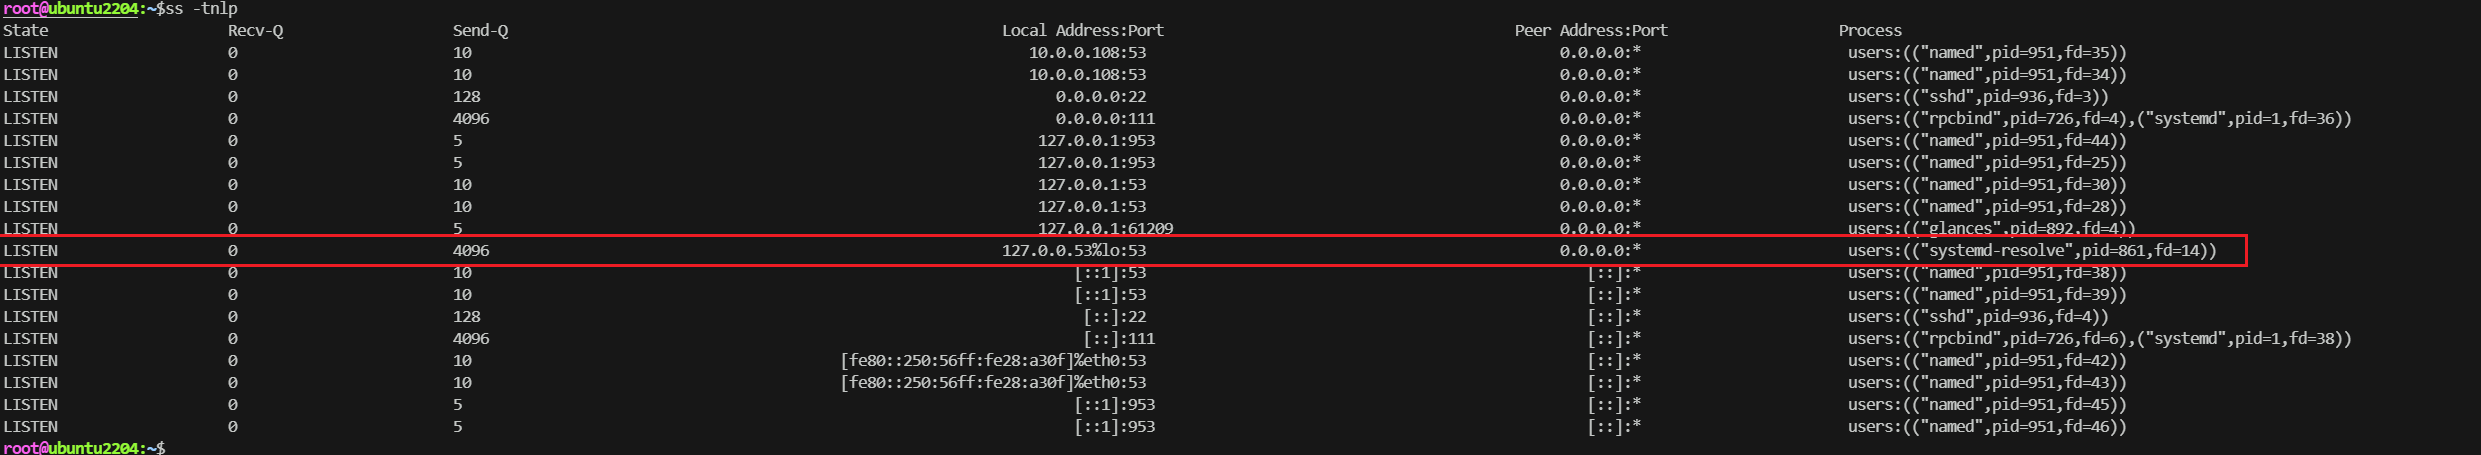 root@ubuntu2204:~$ss -tnlp
State Recv-Q Send-Q Local Address:Port Peer Address:Port Process
LISTEN 0 10 10.0.0.108:53 0.0.0.0:* users:(("named",pid=951,fd=35))
LISTEN 0 10 10.0.0.108:53 0.0.0.0:* users:(("named",pid=951,fd=34))
LISTEN 0 128 0.0.0.0:22 0.0.0.0:* users:(("sshd",pid=936,fd=3))
LISTEN 0 4096 0.0.0.0:111 0.0.0.0:* users:(("rpcbind",pid=726,fd=4),("systemd",pid=1,fd=36))
LISTEN 0 5 127.0.0.1:953 0.0.0.0:* users:(("named",pid=951,fd=44))
LISTEN 0 5 127.0.0.1:953 0.0.0.0:* users:(("named",pid=951,fd=25))
LISTEN 0 10 127.0.0.1:53 0.0.0.0:* users:(("named",pid=951,fd=30))
LISTEN 0 10 127.0.0.1:53 0.0.0.0:* users:(("named",pid=951,fd=28))
LISTEN 0 5 127.0.0.1:61209 0.0.0.0:* users:(("glances",pid=892,fd=4))
LISTEN 0 4096 127.0.0.53%lo:53 0.0.0.0:* users:(("systemd-resolve",pid=861,fd=14))
LISTEN 0 10 [::1]:53 [::]:* users:(("named",pid=951,fd=38))
LISTEN 0 10 [::1]:53 [::]:* users:(("named",pid=951,fd=39))
LISTEN 0 128 [::]:22 [::]:* users:(("sshd",pid=936,fd=4))
LISTEN 0 4096 [::]:111 [::]:* users:(("rpcbind",pid=726,fd=6),("systemd",pid=1,fd=38))
LISTEN 0 10 [fe80::250:56ff:fe28:a30f]%eth0:53 [::]:* users:(("named",pid=951,fd=42))
LISTEN 0 10 [fe80::250:56ff:fe28:a30f]%eth0:53 [::]:* users:(("named",pid=951,fd=43))
LISTEN 0 5 [::1]:953 [::]:* users:(("named",pid=951,fd=45))
LISTEN 0 5 [::1]:953 [::]:* users:(("named",pid=951,fd=46))
root@ubuntu2204:~$